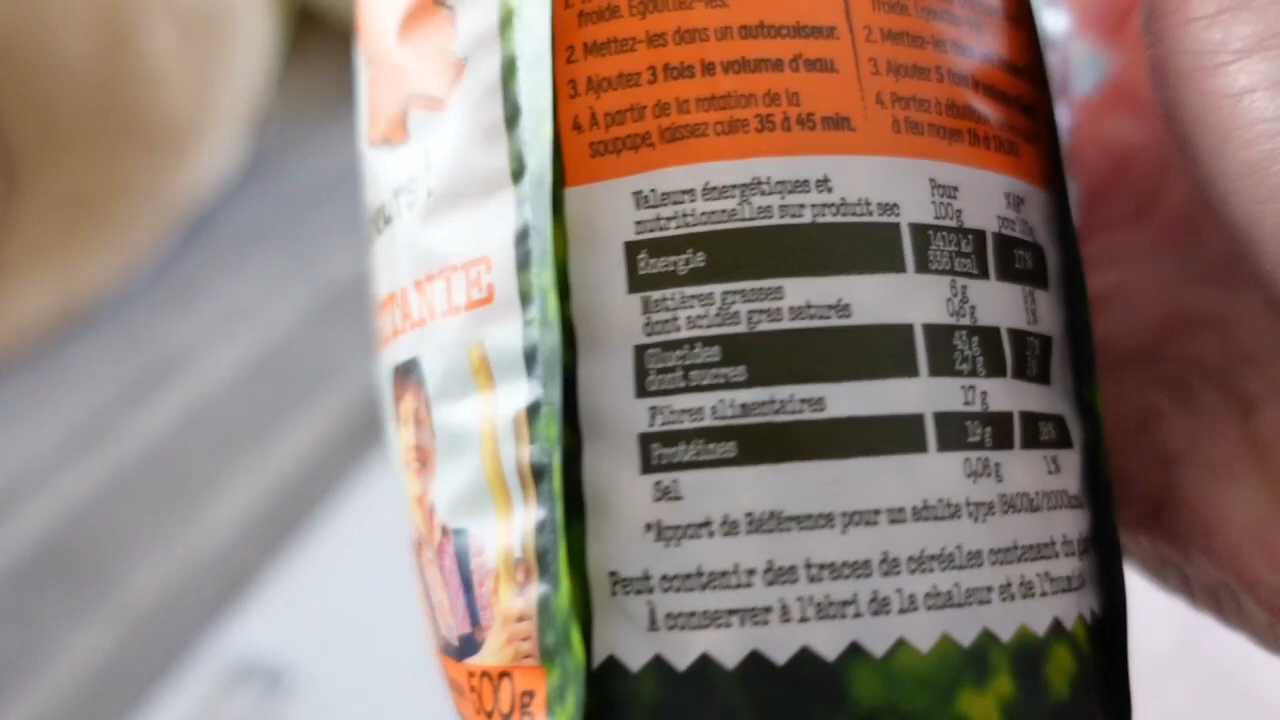 froide. Égouttez-les.
2. Mettez-les dans un autocuiseur.
3. Ajoutez 3 fois le volume d'eau.
4. À partir de la rotation de la
soupape, laissez cuire 35 à 45 min.
froide.
2. Mettez-les
3. Ajoutez 5 fois
4. Portez à
à feu moyen 1h à 1h30.
Valeurs énergétiques et
nutritionnelles sur produit sec
Pour
100g
Énergie
1412 kJ
336 kcal
17%
Matières grasses
dont acides gras saturés
6 g
0,6 g
Glucides
dont sucres
43 g
2,7 g
Fibres alimentaires
17 g
Protéines
19 g
38%
Sel
0,08 g
1%
*Apport de Référence pour un adulte type (8400kJ/2000kcal
Peut contenir des traces de céréales contenant du
À conserver à l'abri de la chaleur et de
500g